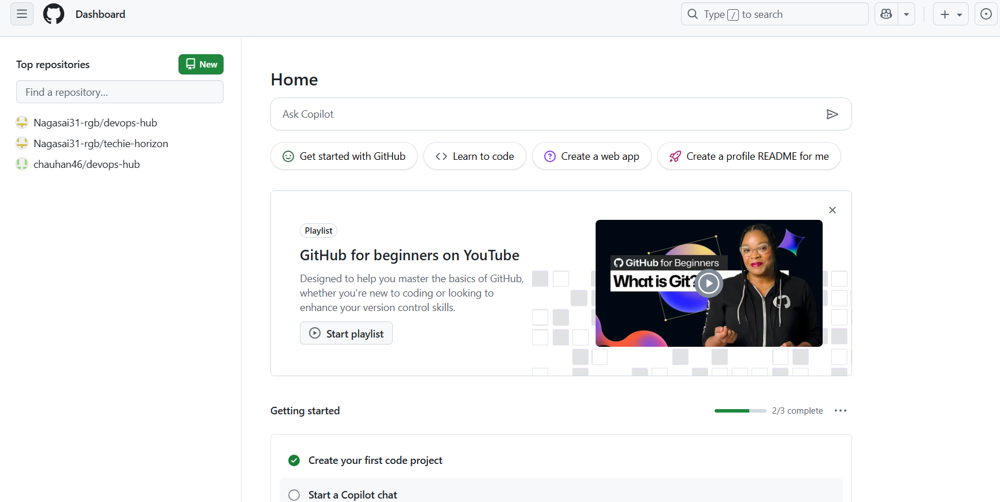 Dashboard
Type / to search
Top repositories
New
Find a repository...
Nagasai31-rgb/devops-hub
Nagasai31-rgb/techie-horizon
chauhan46/devops-hub
Home
Ask Copilot
Get started with GitHub
Learn to code
Create a web app
Create a profile README for me
Playlist
GitHub for beginners on YouTube
Designed to help you master the basics of GitHub,
whether you're new to coding or looking to
enhance your version control skills.
Start playlist
GitHub for Beginners
What is Git?
Getting started
2/3 complete
Create your first code project
Start a Copilot chat